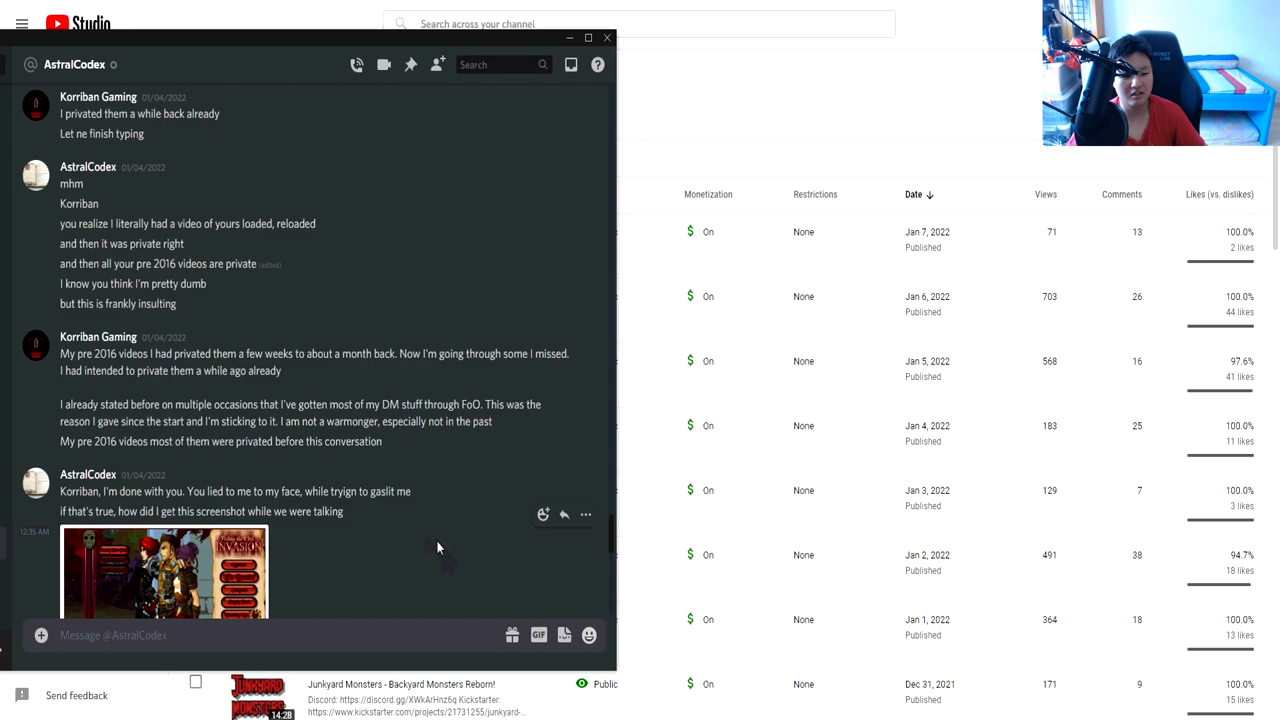 Studio
Search across your channel
AstralCodex
Search
Korriban Gaming 01/04/2022
I privated them a while back already
Let ne finish typing
AstralCodex 01/04/2022
mhm
Korriban
you realize I literally had a video of yours loaded, reloaded
and then it was private right
and then all your pre 2016 videos are private (edited)
I know you think I'm pretty dumb
but this is frankly insulting
Korriban Gaming 01/04/2022
My pre 2016 videos I had privated them a few weeks to about a month back. Now I'm going through some I missed.
I had intended to private them a while ago already
I already stated before on multiple occasions that I've gotten most of my DM stuff through FoO. This was the
reason I gave since the start and I'm sticking to it. I am not a warmonger, especially not in the past
My pre 2016 videos most of them were privated before this conversation
AstralCodex 01/04/2022
Korriban, I'm done with you. You lied to me to my face, while tryign to gaslit me
12:35 AM if that's true, how did I get this screenshot while we were talking
INVASION
Message @AstralCodex
GIF
Monetization Restrictions Date Views Comments Likes (vs. dislikes)
On None Jan 7, 2022 71 13 100.0%
Published 2 likes
On None Jan 6, 2022 703 26 100.0%
Published 44 likes
On None Jan 5, 2022 568 16 97.6%
Published 41 likes
On None Jan 4, 2022 183 25 100.0%
Published 11 likes
On None Jan 3, 2022 129 7 100.0%
Published 3 likes
On None Jan 2, 2022 491 38 94.7%
Published 18 likes
On None Jan 1, 2022 364 18 100.0%
Published 13 likes
Junkyard Monsters - Backyard Monsters Reborn! Public On None Dec 31, 2021 171 9 100.0%
Discord: https://discord.gg/XWkArHnz6q Kickstarter: Published 15 likes
https://www.kickstarter.com/projects/21731255/junkyard-...
JUNKYARD
MONSTERS
14:28
Send feedback